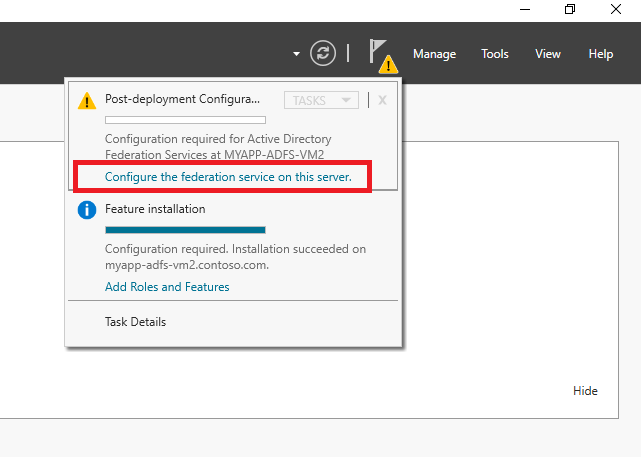 Manage Tools View Help
Post-deployment Configura... TASKS X
Configuration required for Active Directory
Federation Services at MYAPP-ADFS-VM2
Configure the federation service on this server.
Feature installation
Configuration required. Installation succeeded on
myapp-adfs-vm2.contoso.com.
Add Roles and Features
Task Details
Hide